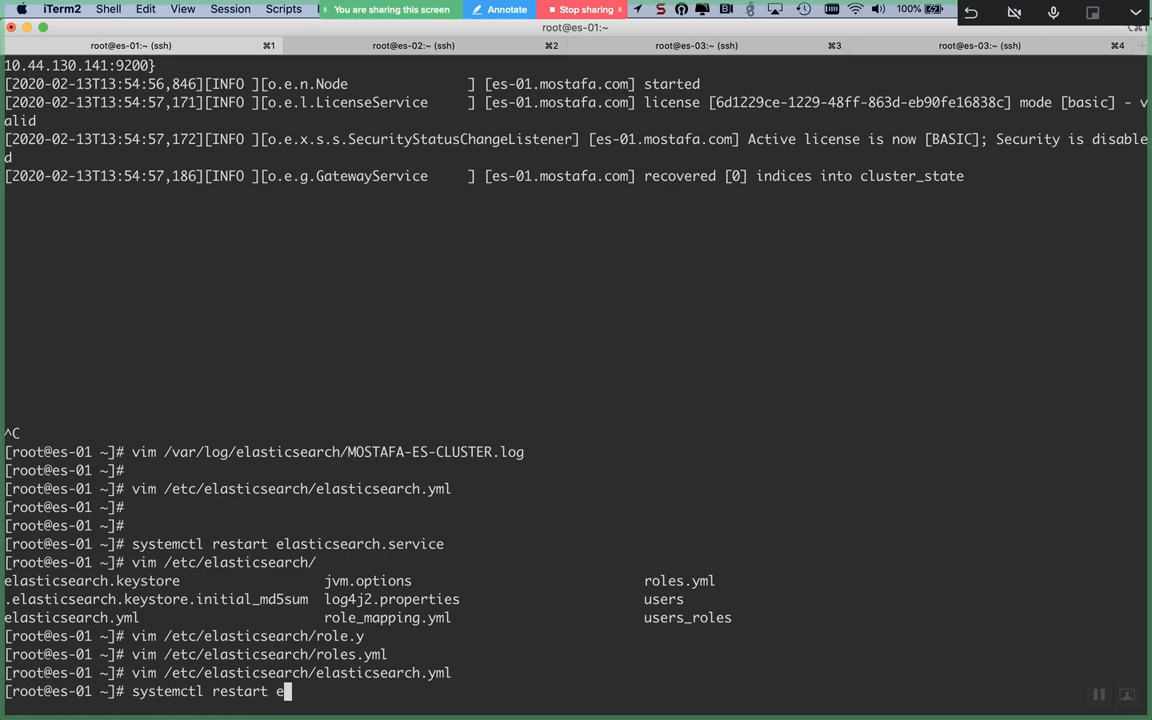 iTerm2 Shell Edit View Session Scripts You are sharing this screen Annotate Stop sharing 100%
root@es-01:~
root@es-01:~ (ssh) ⌘1 root@es-02:~ (ssh) ⌘2 root@es-03:~ (ssh) ⌘3 root@es-03:~ (ssh) ⌘4
10.44.130.141:9200}
[2020-02-13T13:54:56,846][INFO ][o.e.n.Node ] [es-01.mostafa.com] started
[2020-02-13T13:54:57,171][INFO ][o.e.l.LicenseService ] [es-01.mostafa.com] license [6d1229ce-1229-48ff-863d-eb90fe16838c] mode [basic] - v
alid
[2020-02-13T13:54:57,172][INFO ][o.e.x.s.s.SecurityStatusChangeListener] [es-01.mostafa.com] Active license is now [BASIC]; Security is disable
d
[2020-02-13T13:54:57,186][INFO ][o.e.g.GatewayService ] [es-01.mostafa.com] recovered [0] indices into cluster_state
^C
[root@es-01 ~]# vim /var/log/elasticsearch/MOSTAFA-ES-CLUSTER.log
[root@es-01 ~]#
[root@es-01 ~]# vim /etc/elasticsearch/elasticsearch.yml
[root@es-01 ~]#
[root@es-01 ~]#
[root@es-01 ~]# systemctl restart elasticsearch.service
[root@es-01 ~]# vim /etc/elasticsearch/
elasticsearch.keystore jvm.options roles.yml
.elasticsearch.keystore.initial_md5sum log4j2.properties users
elasticsearch.yml role_mapping.yml users_roles
[root@es-01 ~]# vim /etc/elasticsearch/role.y
[root@es-01 ~]# vim /etc/elasticsearch/roles.yml
[root@es-01 ~]# vim /etc/elasticsearch/elasticsearch.yml
[root@es-01 ~]# systemctl restart e